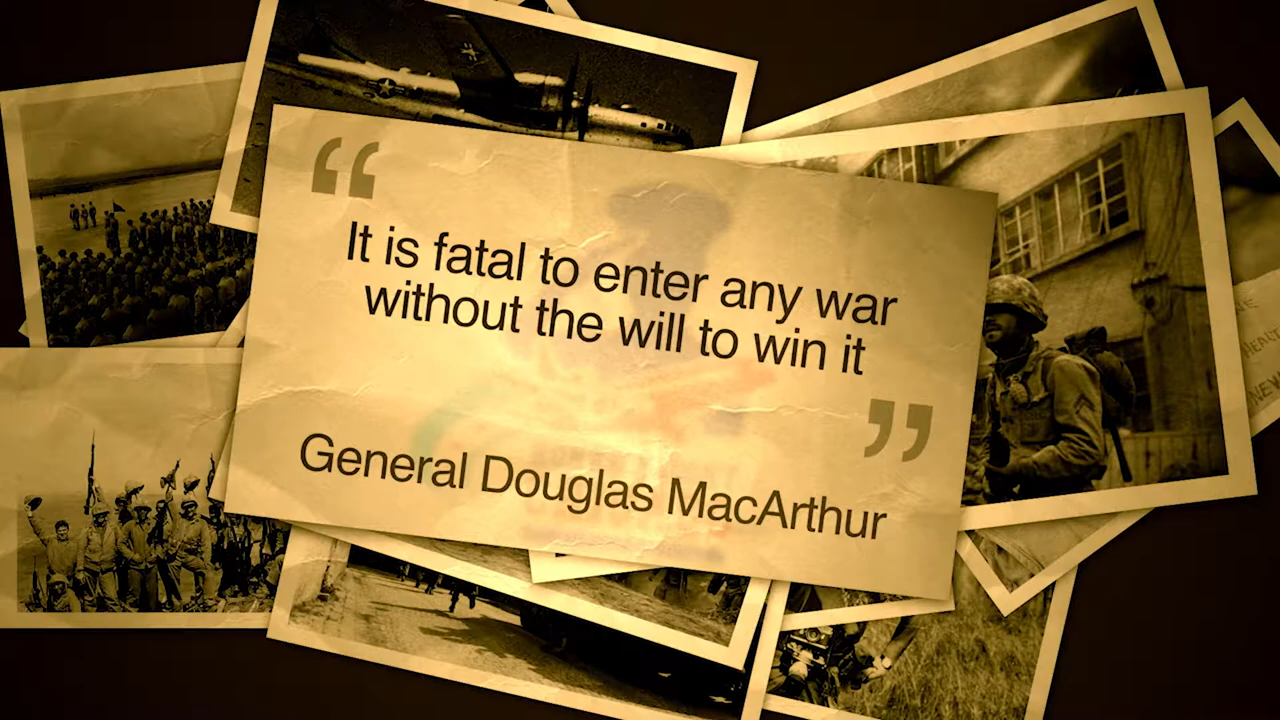 “
It is fatal to enter any war
without the will to win it
”
General Douglas MacArthur